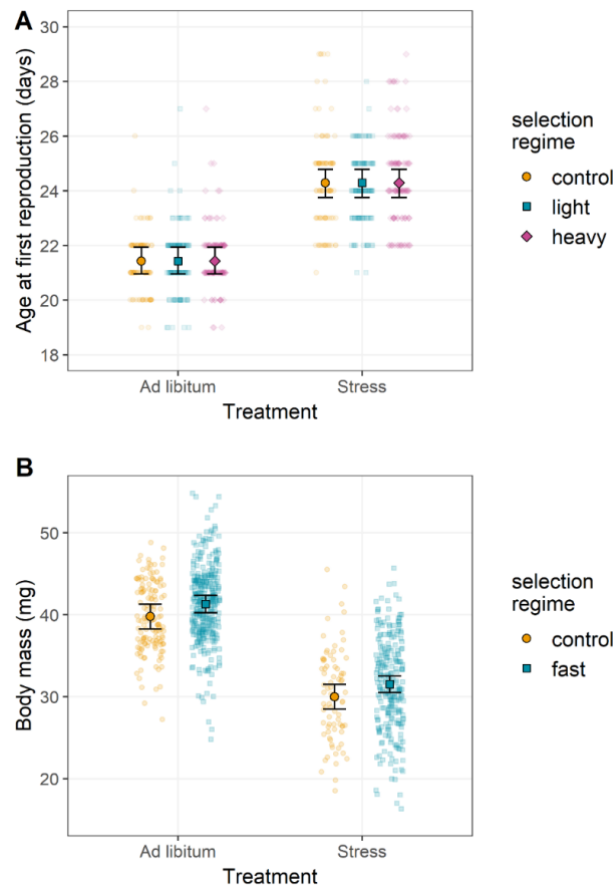 A
30
28
26
24
22
20
18
Age at first reproduction (days)
Ad libitum
Stress
Treatment
selection
regime
control
light
heavy
B
50
40
30
20
Body mass (mg)
Ad libitum
Stress
Treatment
selection
regime
control
fast